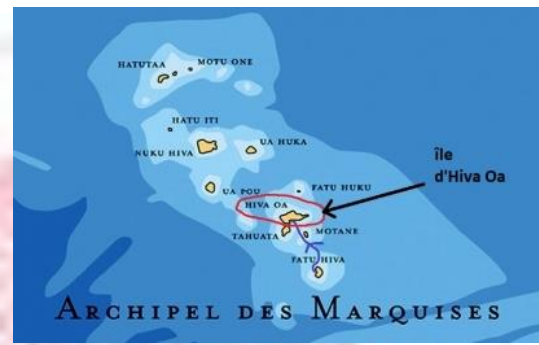 HATUTAA
MOTU ONE
HATU ITI
NUKU HIVA
UA HUKA
UA POU
FATU HUKU
HIVA OA
TAHUATA
MOTANE
FATU HIVA
île
d'Hiva Oa
ARCHIPEL DES MARQUISES